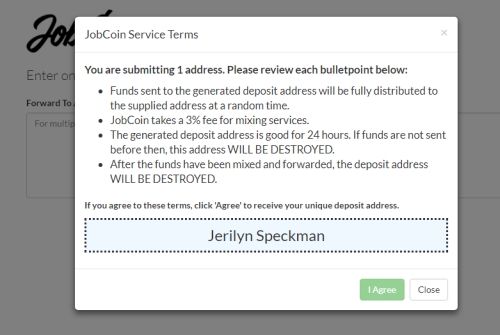 Job
JobCoin Service Terms
×
Enter on
You are submitting 1 address. Please review each bulletpoint below:
Forward To
For multip
• Funds sent to the generated deposit address will be fully distributed to
the supplied address at a random time.
• JobCoin takes a 3% fee for mixing services.
• The generated deposit address is good for 24 hours. If funds are not sent
before then, this address WILL BE DESTROYED.
• After the funds have been mixed and forwarded, the deposit address
WILL BE DESTROYED.
If you agree to these terms, click 'Agree' to receive your unique deposit address.
Jerilyn Speckman
I Agree
Close